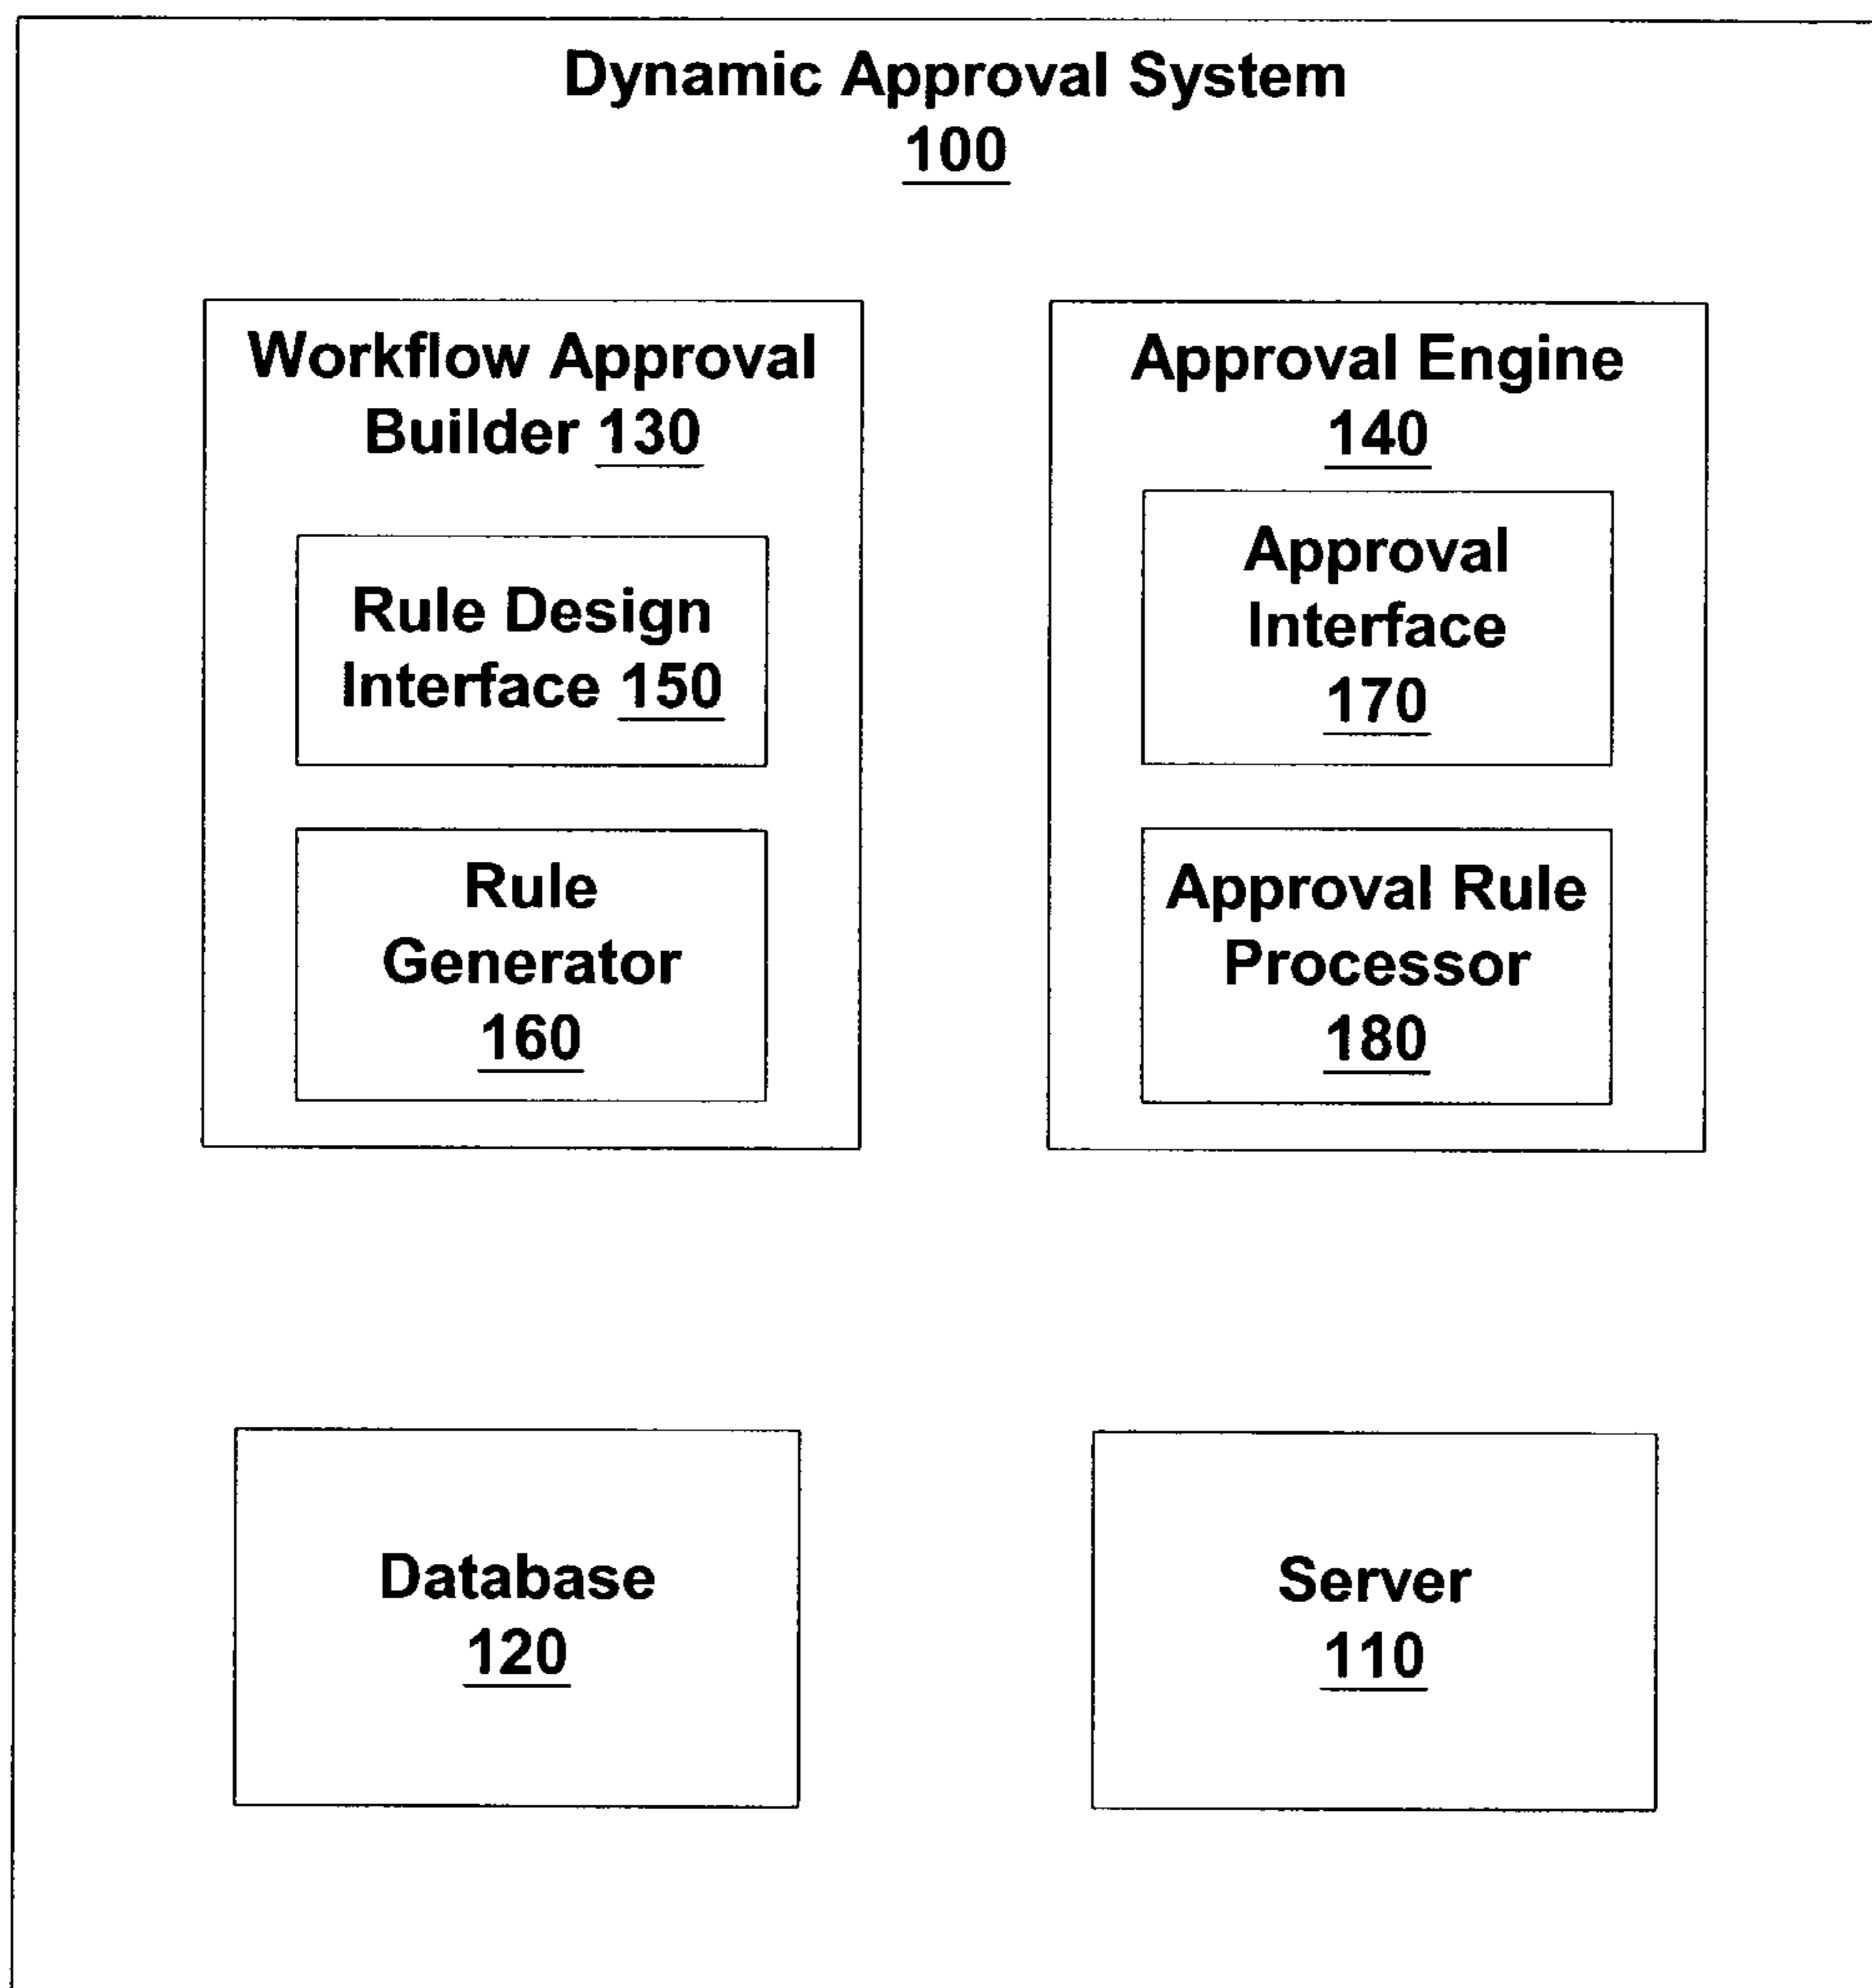 Dynamic Approval System
100
Workflow Approval
Builder 130
Rule Design
Interface 150
Rule
Generator
160
Approval Engine
140
Approval
Interface
170
Approval Rule
Processor
180
Database
120
Server
110